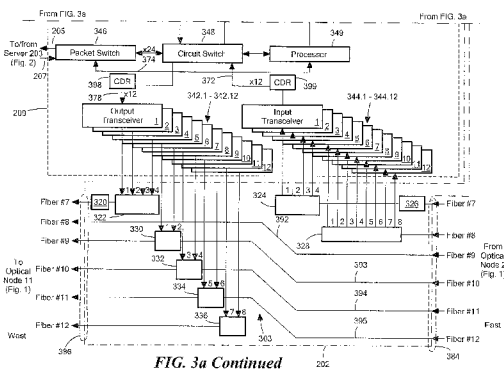 From FIG. 3a
From FIG. 3a
205
346
348
349
To/from
Server 203
(Fig. 2)
Packet Switch
x24
Circuit Switch
Processor
374
207
CDR
372
x12
CDR
398
399
378
x12
342.1 - 342.12
344.1 - 344.12
209
Output
Transceiver
1 2 3 4 5 6 7 8 9 10 11 12
Input
Transceiver
1 2 3 4 5 6 7 8 9 10 11 12
1 2 3 4
1 2 3 4
Fiber #7
320
322
324
326
Fiber #7
1 2 3 4 5 6 7 8
392
Fiber #8
328
Fiber #8
330
1 2
Fiber #9
Fiber #9
To
Optical
Node 11
(Fig. 1)
332
3 4
393
From
Optical
Node 2
(Fig. 1)
Fiber #10
Fiber #10
334
5 6
394
Fiber #11
Fiber #11
336
7 8
395
Fiber #12
303
Fiber #12
West
386
202
384
East
FIG. 3a Continued